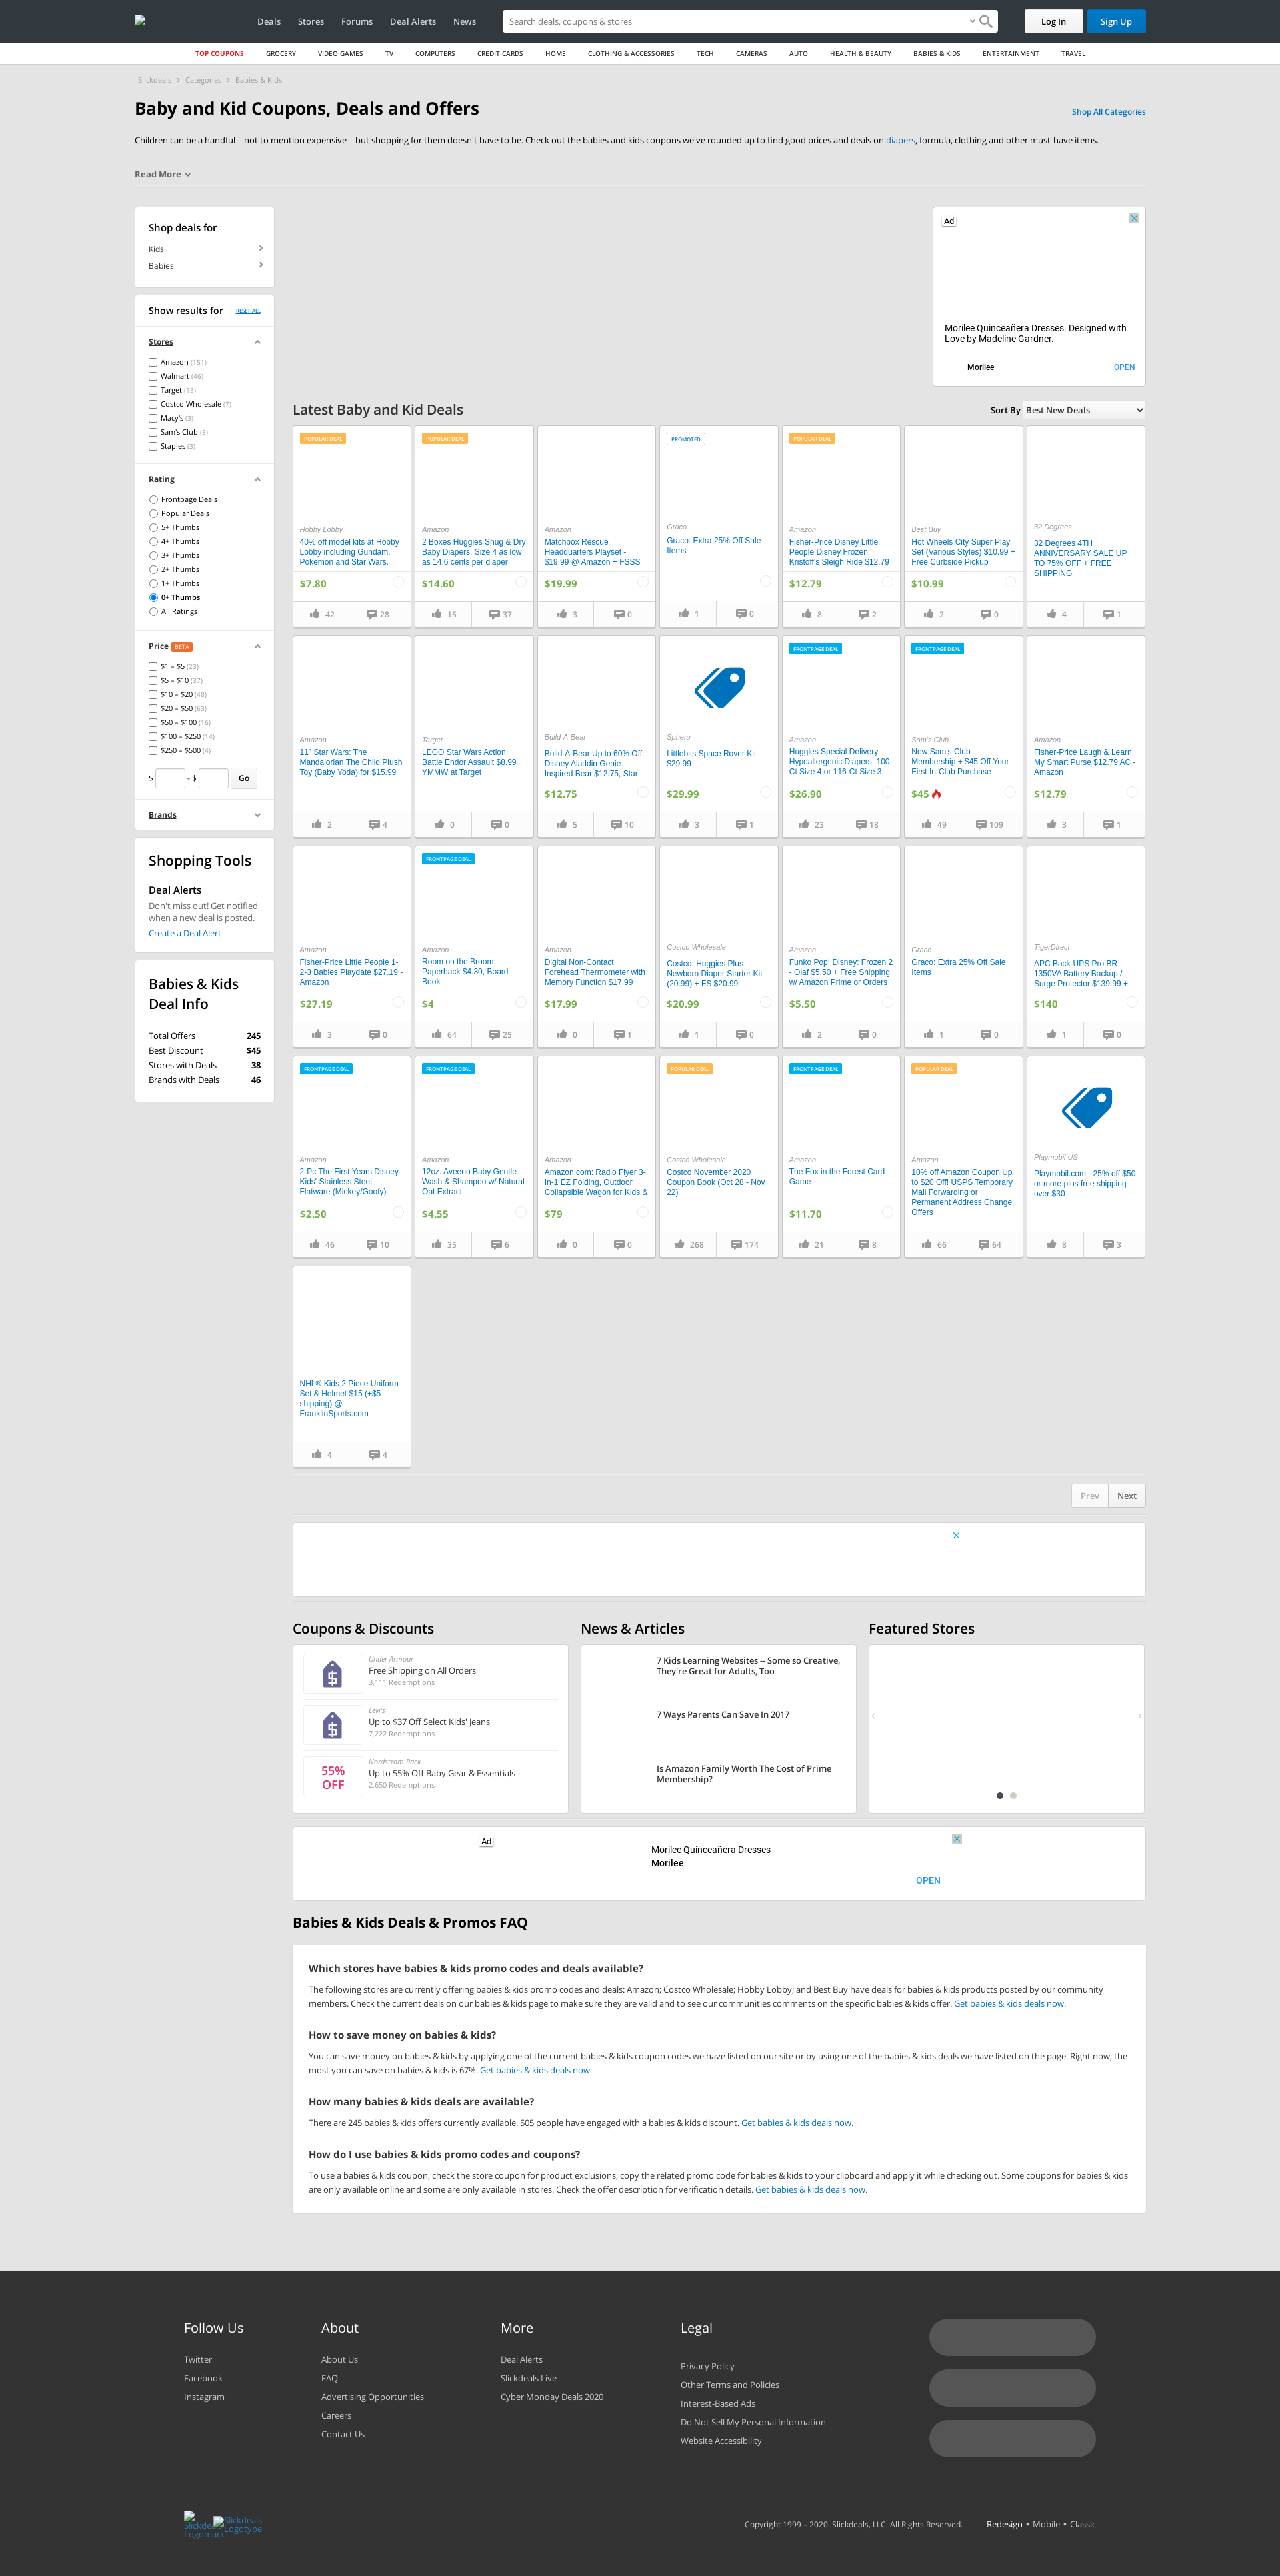 Deals Stores Forums Deal Alerts News
Search deals, coupons & stores
Log In Sign Up
TOP COUPONS GROCERY VIDEO GAMES TV COMPUTERS CREDIT CARDS HOME CLOTHING & ACCESSORIES TECH CAMERAS AUTO HEALTH & BEAUTY BABIES & KIDS ENTERTAINMENT TRAVEL
Slickdeals Categories Babies & Kids
Baby and Kid Coupons, Deals and Offers
Shop All Categories
Children can be a handful—not to mention expensive—but shopping for them doesn't have to be. Check out the babies and kids coupons we've rounded up to find good prices and deals on diapers, formula, clothing and other must-have items.
Read More
Shop deals for
Kids
Babies
Show results for RESET ALL
Stores
Amazon (151)
Walmart (46)
Target (13)
Costco Wholesale (7)
Macy's (3)
Sam's Club (3)
Staples (3)
Rating
Frontpage Deals
Popular Deals
5+ Thumbs
4+ Thumbs
3+ Thumbs
2+ Thumbs
1+ Thumbs
0+ Thumbs
All Ratings
Price BETA
$1 – $5 (23)
$5 – $10 (37)
$10 – $20 (48)
$20 – $50 (63)
$50 – $100 (16)
$100 – $250 (14)
$250 – $500 (4)
$ - $ Go
Brands
Shopping Tools
Deal Alerts
Don't miss out! Get notified
when a new deal is posted.
Create a Deal Alert
Babies & Kids
Deal Info
Total Offers 245
Best Discount $45
Stores with Deals 38
Brands with Deals 46
Ad
Morilee Quinceañera Dresses. Designed with
Love by Madeline Gardner.
Morilee OPEN
Latest Baby and Kid Deals
Sort By Best New Deals
POPULAR DEAL
Hobby Lobby
40% off model kits at Hobby
Lobby including Gundam,
Pokemon and Star Wars.
$7.80
42 28
POPULAR DEAL
Amazon
2 Boxes Huggies Snug & Dry
Baby Diapers, Size 4 as low
as 14.6 cents per diaper
$14.60
15 37
Amazon
Matchbox Rescue
Headquarters Playset -
$19.99 @ Amazon + FSSS
$19.99
3 0
PROMOTED
Graco
Graco: Extra 25% Off Sale
Items
1 0
POPULAR DEAL
Amazon
Fisher-Price Disney Little
People Disney Frozen
Kristoff's Sleigh Ride $12.79
$12.79
8 2
Best Buy
Hot Wheels City Super Play
Set (Various Styles) $10.99 +
Free Curbside Pickup
$10.99
2 0
32 Degrees
32 Degrees 4TH
ANNIVERSARY SALE UP
TO 75% OFF + FREE
SHIPPING
4 1
Amazon
11" Star Wars: The
Mandalorian The Child Plush
Toy (Baby Yoda) for $15.99
2 4
Target
LEGO Star Wars Action
Battle Endor Assault $8.99
YMMW at Target
0 0
Build-A-Bear
Build-A-Bear Up to 60% Off:
Disney Aladdin Genie
Inspired Bear $12.75, Star
$12.75
5 10
Sphero
Littlebits Space Rover Kit
$29.99
$29.99
3 1
FRONTPAGE DEAL
Amazon
Huggies Special Delivery
Hypoallergenic Diapers: 100-
Ct Size 4 or 116-Ct Size 3
$26.90
23 18
FRONTPAGE DEAL
Sam's Club
New Sam's Club
Membership + $45 Off Your
First In-Club Purchase
$45
49 109
Amazon
Fisher-Price Laugh & Learn
My Smart Purse $12.79 AC -
Amazon
$12.79
3 1
Amazon
Fisher-Price Little People 1-
2-3 Babies Playdate $27.19 -
Amazon
$27.19
3 0
FRONTPAGE DEAL
Amazon
Room on the Broom:
Paperback $4.30, Board
Book
$4
64 25
Amazon
Digital Non-Contact
Forehead Thermometer with
Memory Function $17.99
$17.99
0 1
Costco Wholesale
Costco: Huggies Plus
Newborn Diaper Starter Kit
(20.99) + FS $20.99
$20.99
1 0
Amazon
Funko Pop! Disney: Frozen 2
- Olaf $5.50 + Free Shipping
w/ Amazon Prime or Orders
$5.50
2 0
Graco
Graco: Extra 25% Off Sale
Items
1 0
TigerDirect
APC Back-UPS Pro BR
1350VA Battery Backup /
Surge Protector $139.99 +
$140
1 0
FRONTPAGE DEAL
Amazon
2-Pc The First Years Disney
Kids' Stainless Steel
Flatware (Mickey/Goofy)
$2.50
46 10
FRONTPAGE DEAL
Amazon
12oz. Aveeno Baby Gentle
Wash & Shampoo w/ Natural
Oat Extract
$4.55
35 6
Amazon
Amazon.com: Radio Flyer 3-
In-1 EZ Folding, Outdoor
Collapsible Wagon for Kids &
$79
0 0
POPULAR DEAL
Costco Wholesale
Costco November 2020
Coupon Book (Oct 28 - Nov
22)
268 174
FRONTPAGE DEAL
Amazon
The Fox in the Forest Card
Game
$11.70
21 8
POPULAR DEAL
Amazon
10% off Amazon Coupon Up
to $20 Off! USPS Temporary
Mail Forwarding or
Permanent Address Change
Offers
66 64
Playmobil US
Playmobil.com - 25% off $50
or more plus free shipping
over $30
8 3
NHL® Kids 2 Piece Uniform
Set & Helmet $15 (+$5
shipping) @
FranklinSports.com
4 4
Prev Next
Coupons & Discounts
Under Armour
Free Shipping on All Orders
3,111 Redemptions
Levi's
Up to $37 Off Select Kids' Jeans
7,222 Redemptions
55%
OFF
Nordstrom Rack
Up to 55% Off Baby Gear & Essentials
2,650 Redemptions
News & Articles
7 Kids Learning Websites -- Some so Creative,
They're Great for Adults, Too
7 Ways Parents Can Save In 2017
Is Amazon Family Worth The Cost of Prime
Membership?
Featured Stores
Ad
Morilee Quinceañera Dresses
Morilee
OPEN
Babies & Kids Deals & Promos FAQ
Which stores have babies & kids promo codes and deals available?
The following stores are currently offering babies & kids promo codes and deals: Amazon; Costco Wholesale; Hobby Lobby; and Best Buy have deals for babies & kids products posted by our community
members. Check the current deals on our babies & kids page to make sure they are valid and to see our communities comments on the specific babies & kids offer. Get babies & kids deals now.
How to save money on babies & kids?
You can save money on babies & kids by applying one of the current babies & kids coupon codes we have listed on our site or by using one of the babies & kids deals we have listed on the page. Right now, the
most you can save on babies & kids is 67%. Get babies & kids deals now.
How many babies & kids deals are available?
There are 245 babies & kids offers currently available. 505 people have engaged with a babies & kids discount. Get babies & kids deals now.
How do I use babies & kids promo codes and coupons?
To use a babies & kids coupon, check the store coupon for product exclusions, copy the related promo code for babies & kids to your clipboard and apply it while checking out. Some coupons for babies & kids
are only available online and some are only available in stores. Check the offer description for verification details. Get babies & kids deals now.
Follow Us
Twitter
Facebook
Instagram
About
About Us
FAQ
Advertising Opportunities
Careers
Contact Us
More
Deal Alerts
Slickdeals Live
Cyber Monday Deals 2020
Legal
Privacy Policy
Other Terms and Policies
Interest-Based Ads
Do Not Sell My Personal Information
Website Accessibility
Slickdeals
Logomark
Slickdeals
Logotype
Copyright 1999 – 2020. Slickdeals, LLC. All Rights Reserved. Redesign • Mobile • Classic